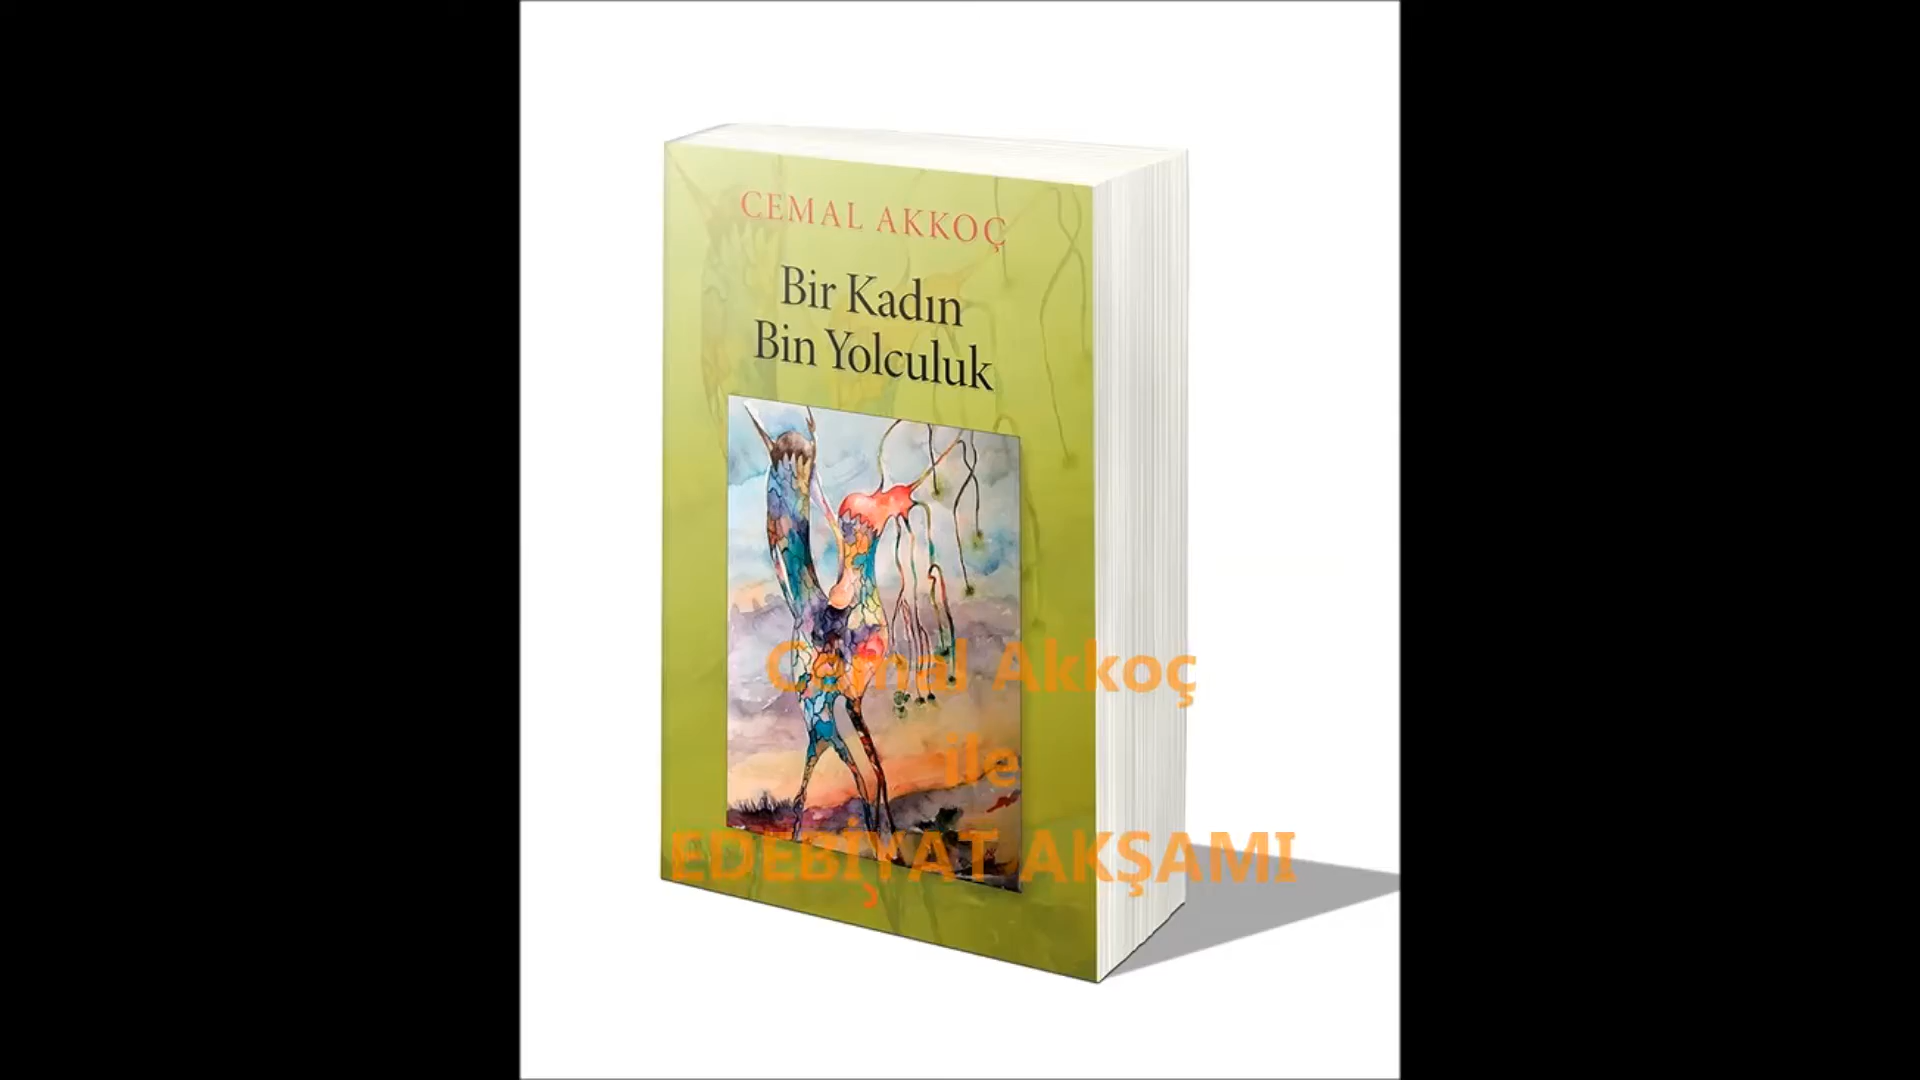 CEMAL AKKOÇ
Bir Kadın
Bin Yolculuk
Cemal Akkoç
ile
EDEBİYAT AKŞAMI